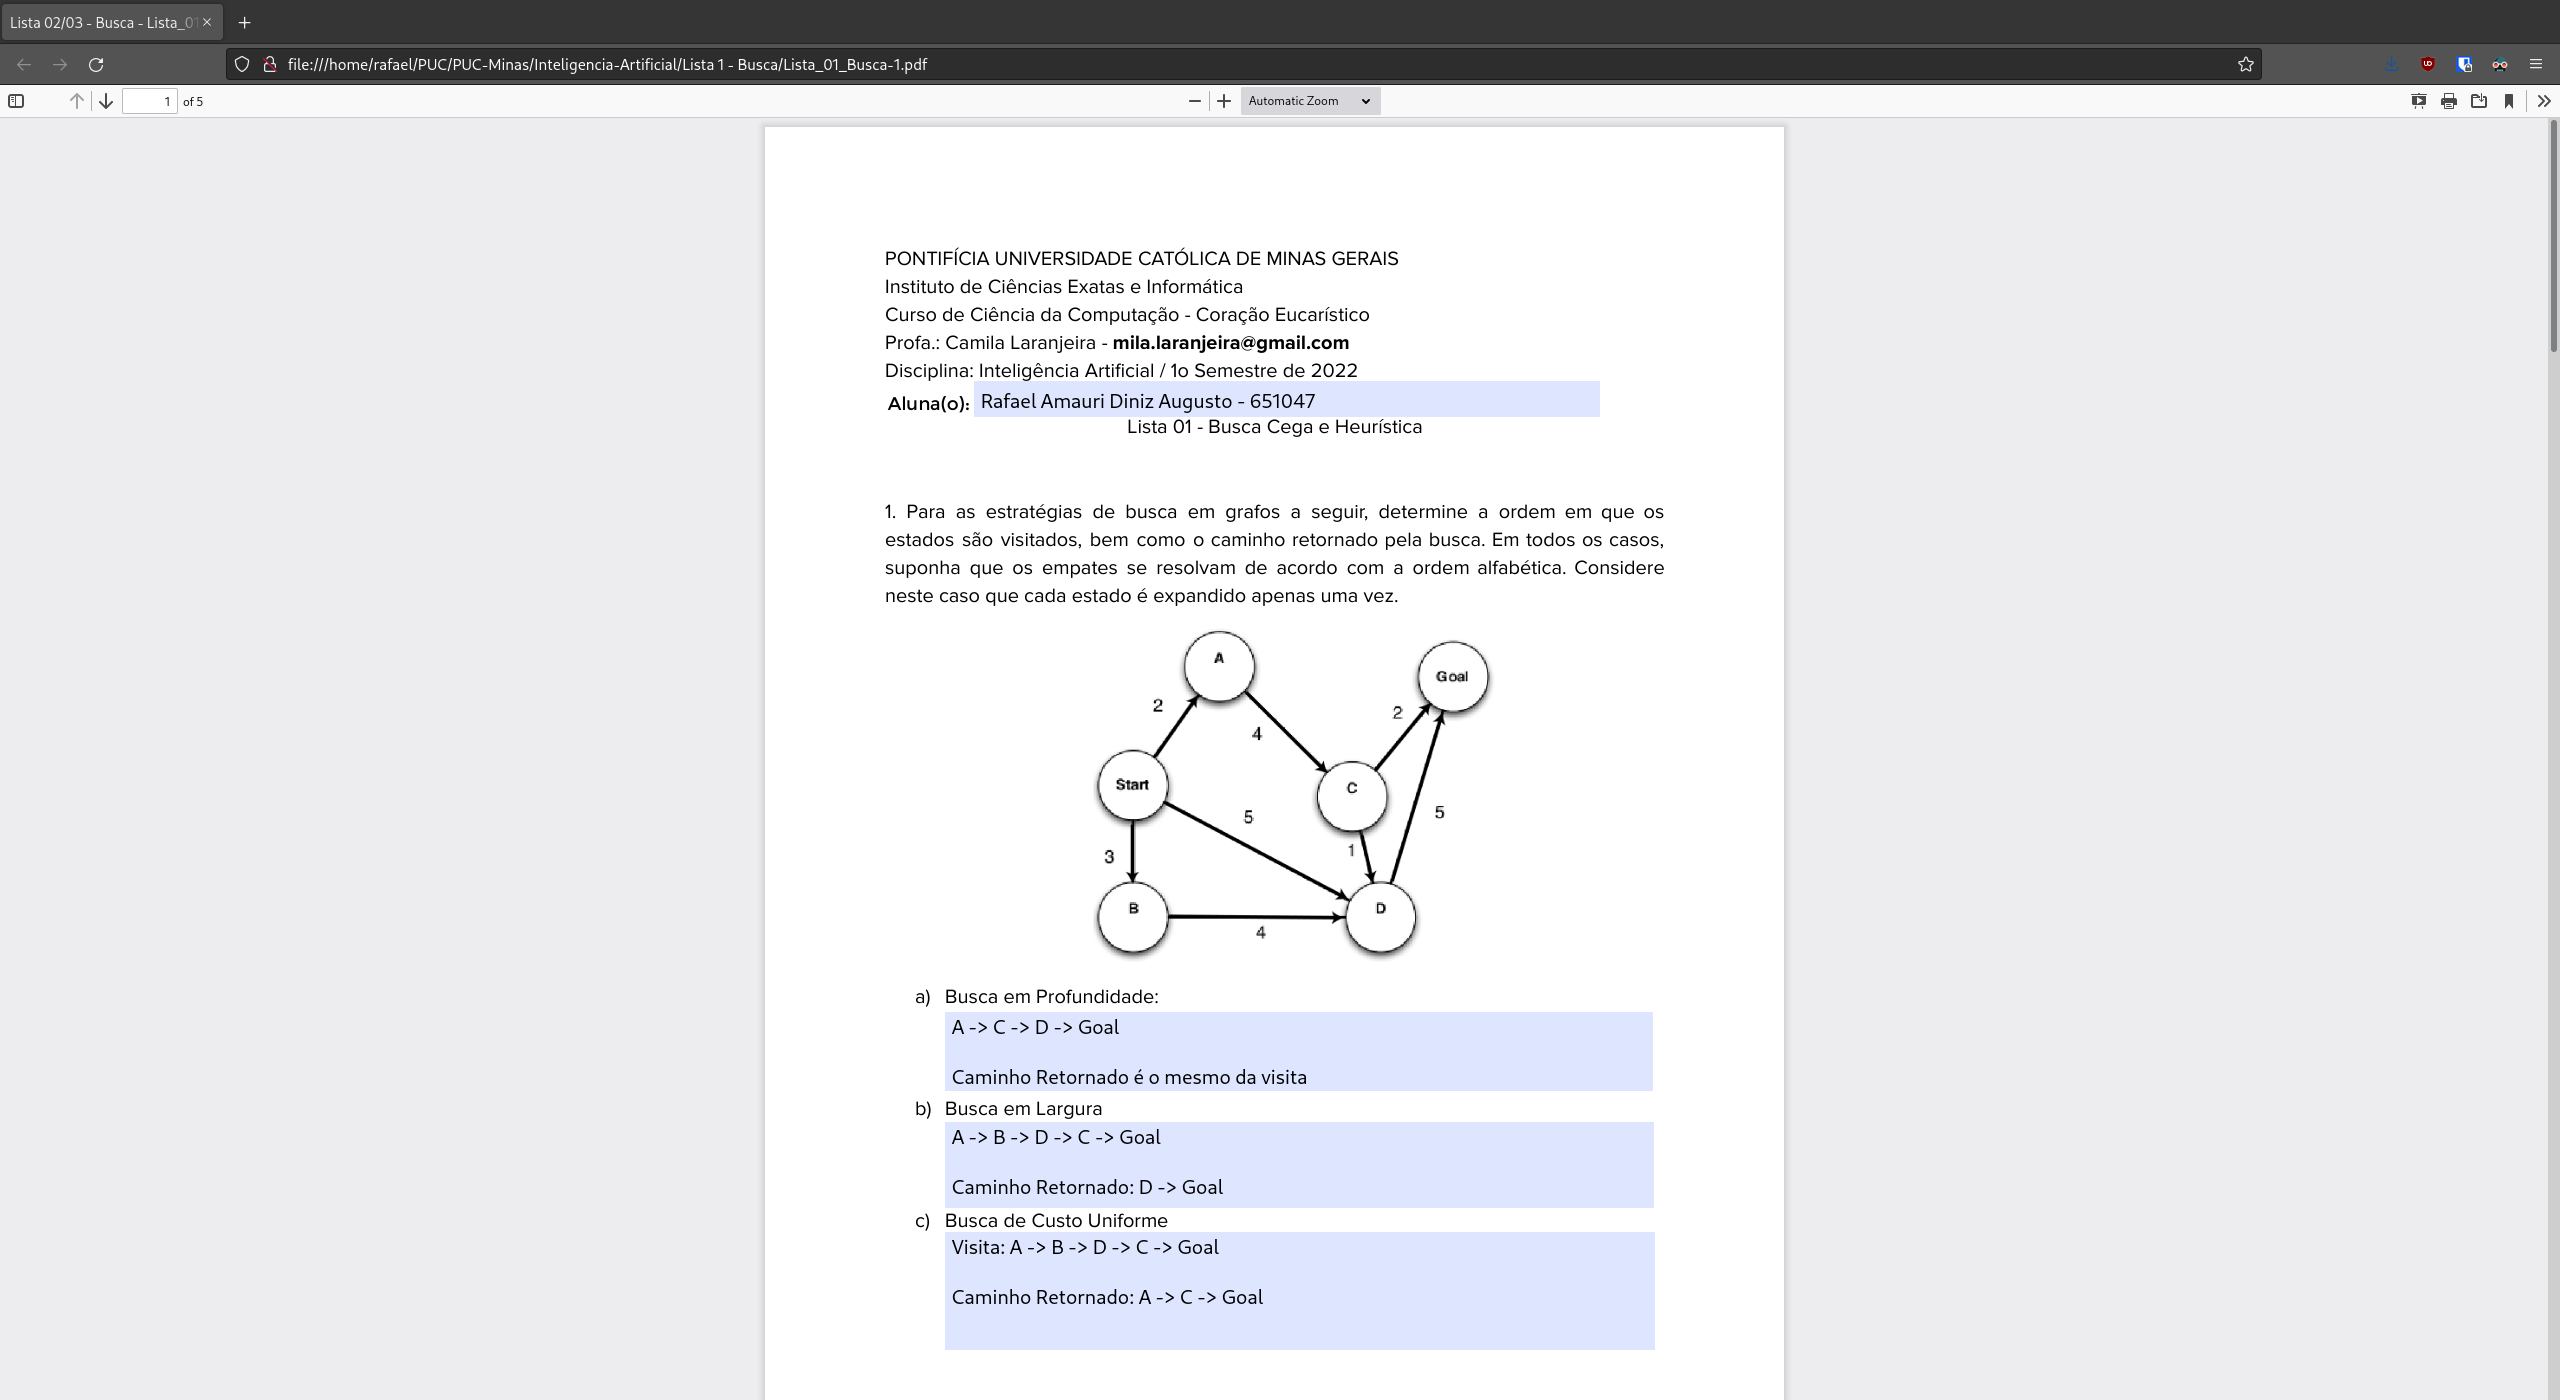 Lista 02/03 - Busca - Lista_01
file:///home/rafael/PUC/PUC-Minas/Inteligencia-Artificial/Lista 1 - Busca/Lista_01_Busca-1.pdf
1 of 5
Automatic Zoom
PONTIFÍCIA UNIVERSIDADE CATÓLICA DE MINAS GERAIS
Instituto de Ciências Exatas e Informática
Curso de Ciência da Computação - Coração Eucarístico
Profa.: Camila Laranjeira - mila.laranjeira@gmail.com
Disciplina: Inteligência Artificial / 1o Semestre de 2022
Aluna(o): Rafael Amauri Diniz Augusto - 651047
Lista 01 - Busca Cega e Heurística
1. Para as estratégias de busca em grafos a seguir, determine a ordem em que os
estados são visitados, bem como o caminho retornado pela busca. Em todos os casos,
suponha que os empates se resolvam de acordo com a ordem alfabética. Considere
neste caso que cada estado é expandido apenas uma vez.
A
Goal
2
2
4
Start
C
5
5
3
1
B
D
4
a) Busca em Profundidade:
A -> C -> D -> Goal
Caminho Retornado é o mesmo da visita
b) Busca em Largura
A -> B -> D -> C -> Goal
Caminho Retornado: D -> Goal
c) Busca de Custo Uniforme
Visita: A -> B -> D -> C -> Goal
Caminho Retornado: A -> C -> Goal